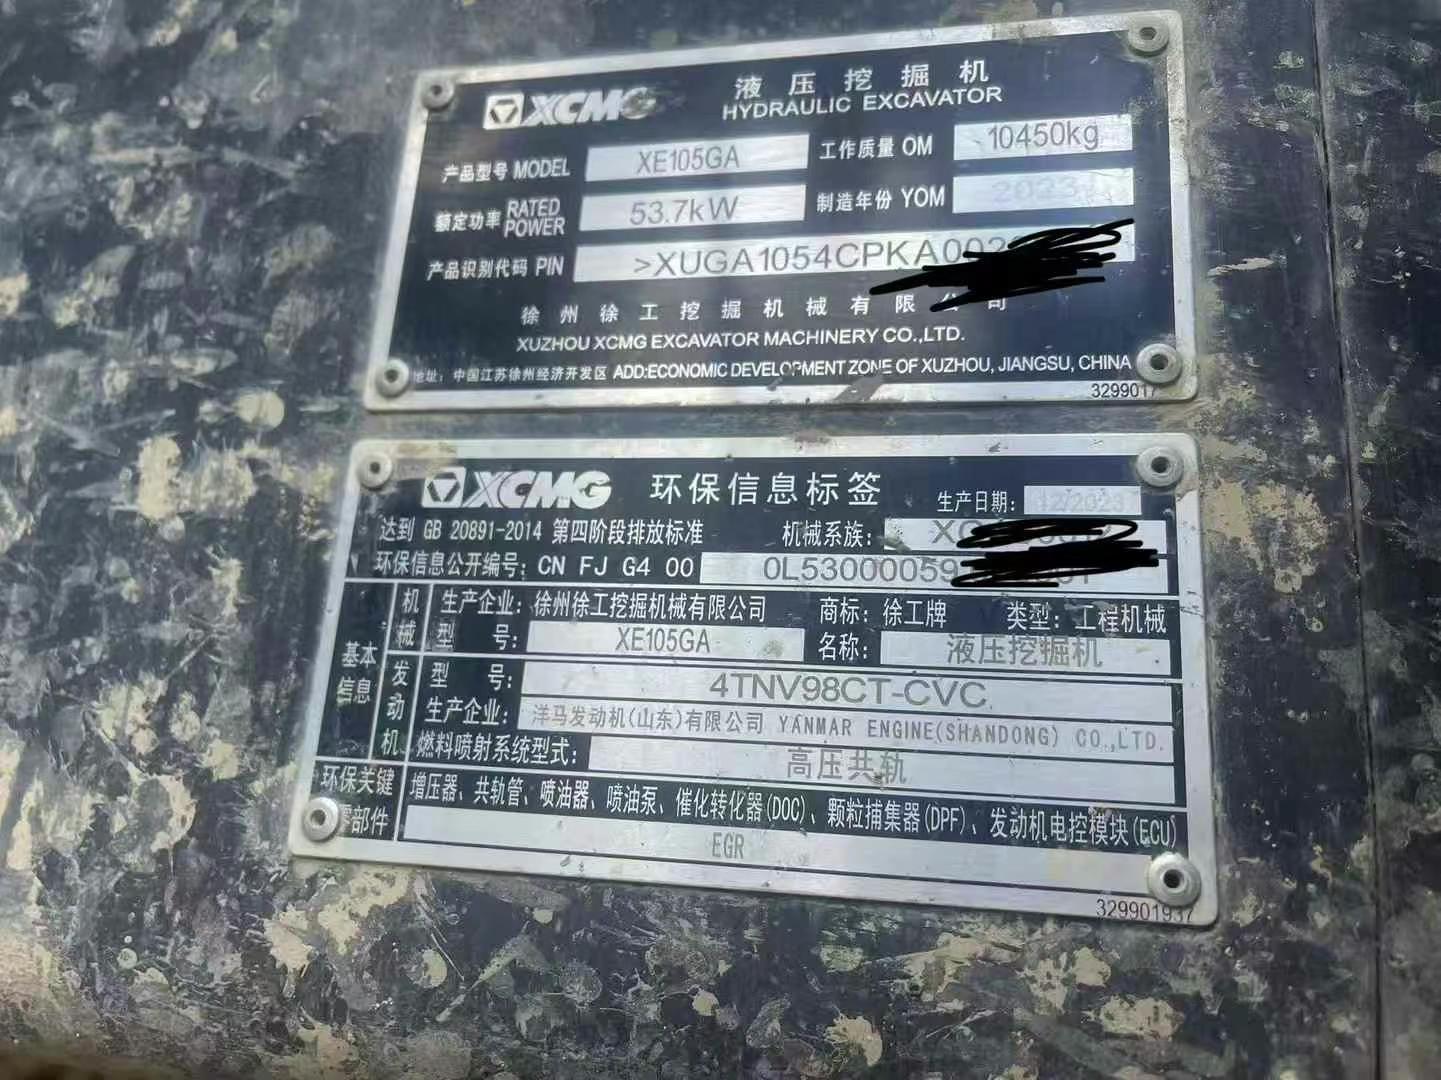 XCMG 液压挖掘机
HYDRAULIC EXCAVATOR
产品型号 MODEL XE105GA 工作质量 OM 10450kg
额定功率 RATED POWER 53.7kW 制造年份 YOM 2023
产品识别代码 PIN >XUGA1054CPKA002
徐州徐工挖掘机械有限公司
XUZHOU XCMG EXCAVATOR MACHINERY CO.,LTD.
地址：中国江苏徐州经济开发区 ADD:ECONOMIC DEVELOPMENT ZONE OF XUZHOU, JIANGSU, CHINA
3299017
XCMG 环保信息标签 生产日期： 12/2023
达到 GB 20891-2014 第四阶段排放标准 机械系族：
环保信息公开编号：CN FJ G4 00 0L53000059
基本信息
机械
生产企业：徐州徐工挖掘机械有限公司 商标：徐工牌 类型：工程机械
型号：XE105GA 名称：液压挖掘机
发动机
型号：4TNV98CT-CVC
生产企业：洋马发动机(山东)有限公司 YANMAR ENGINE(SHANDONG) CO.,LTD.
燃料喷射系统型式：高压共轨
环保关键零部件
增压器、共轨管、喷油器、喷油泵、催化转化器(DOC)、颗粒捕集器(DPF)、发动机电控模块(ECU)
EGR
329901937